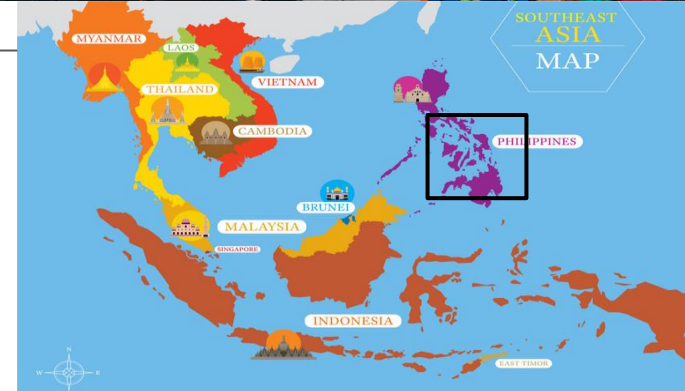 SOUTHEAST
ASIA
MAP
MYANMAR
LAOS
VIETNAM
THAILAND
CAMBODIA
PHILIPPINES
BRUNEI
MALAYSIA
SINGAPORE
INDONESIA
EAST TIMOR
N
W
E